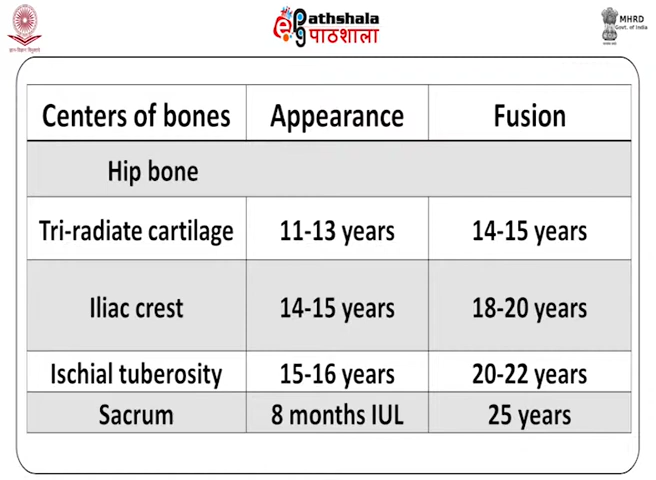 ePathshala
पाठशाला
MHRD
Govt. of India
Centers of bones Appearance Fusion
Hip bone
Tri-radiate cartilage 11-13 years 14-15 years
Iliac crest 14-15 years 18-20 years
Ischial tuberosity 15-16 years 20-22 years
Sacrum 8 months IUL 25 years